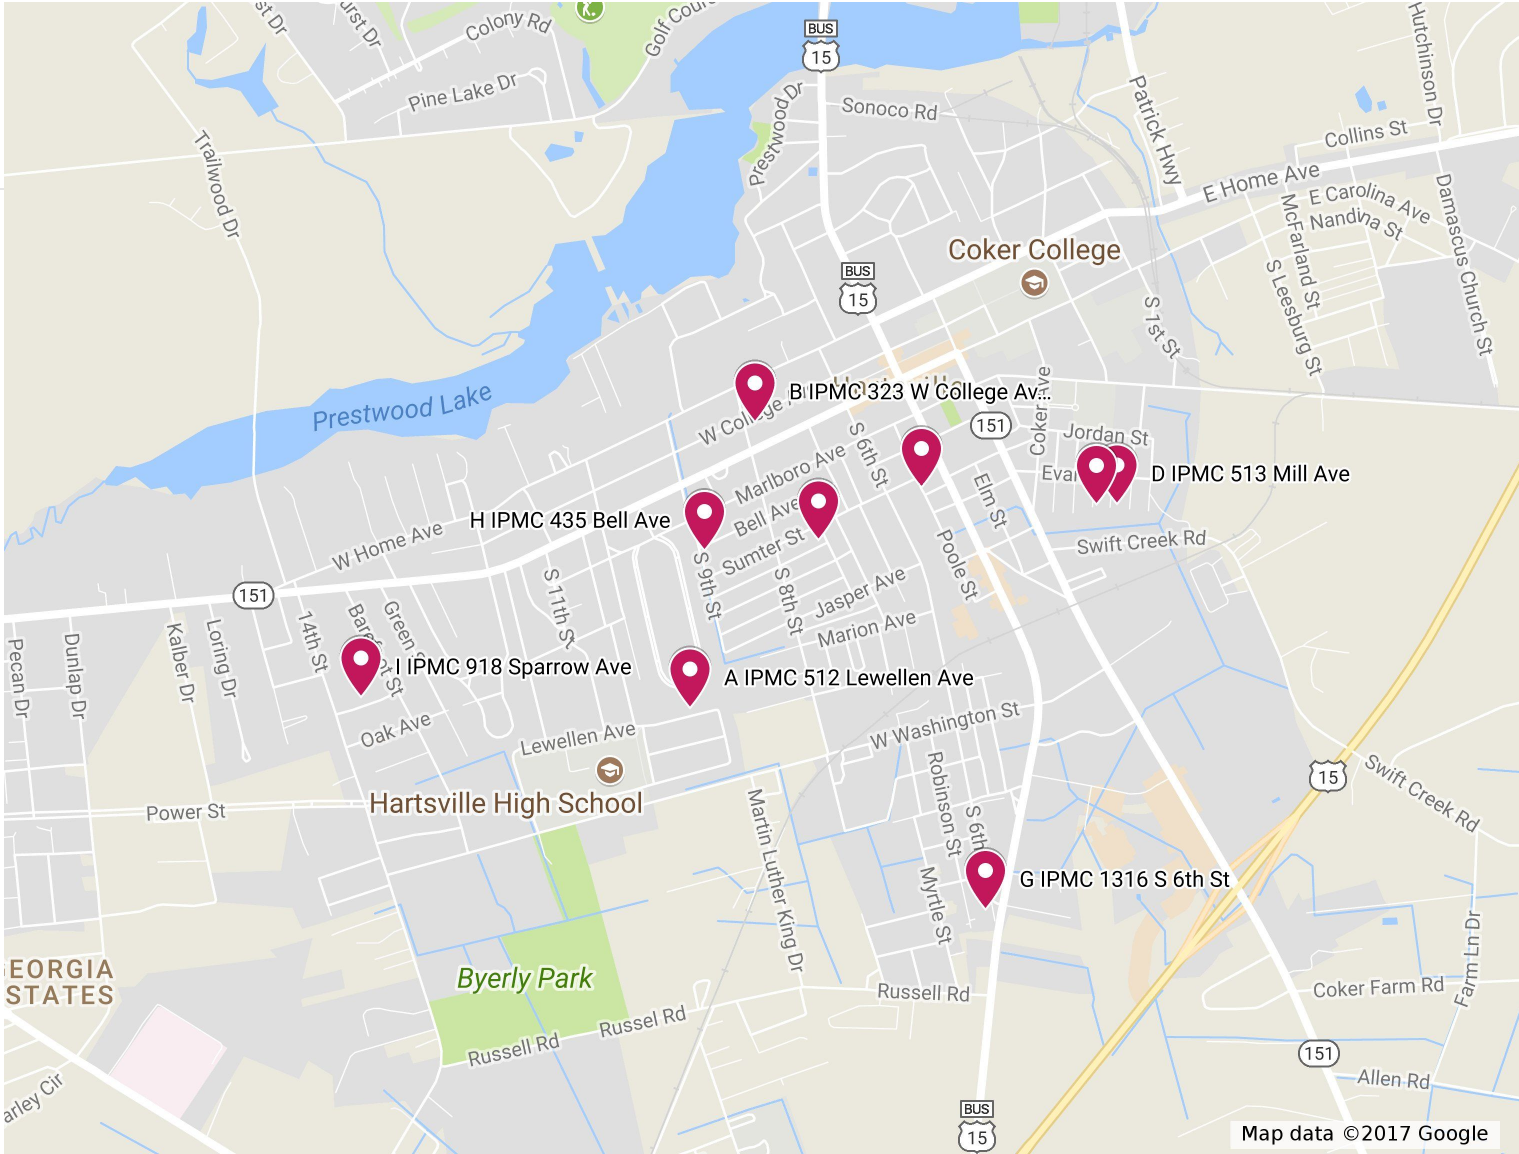 st Dr
urst Dr
Colony Rd
Pine Lake Dr
Golf Cour
BUS
15
Prestwood Dr
Sonoco Rd
Patrick Hwy
Hutchinson Dr
Collins St
E Home Ave
Trailwood Dr
E Carolina Ave
Nandina St
McFarland St
Damascus Church St
S Leesburg St
Coker College
BUS
15
S 1st St
Prestwood Lake
B IPMC 323 W College Av...
W College
Coker Ave
151
Jordan St
S 6th St
Marlboro Ave
D IPMC 513 Mill Ave
H IPMC 435 Bell Ave
Bell Ave
Elm St
Sumter St
W Home Ave
Swift Creek Rd
Poole St
S 9th St
S 8th St
S 11th St
Jasper Ave
Marion Ave
151
14th St
Green
Pecan Dr
Dunlap Dr
Kalber Dr
Loring Dr
I IPMC 918 Sparrow Ave
A IPMC 512 Lewellen Ave
Oak Ave
Lewellen Ave
W Washington St
15
Swift Creek Rd
Hartsville High School
Power St
Robinson St
S 6th
Martin Luther King Dr
G IPMC 1316 S 6th St
Myrtle St
Farm Ln Dr
GEORGIA
STATES
Byerly Park
Russell Rd
Coker Farm Rd
Russel Rd
Russell Rd
151
Allen Rd
arley Cir
BUS
15
Map data ©2017 Google